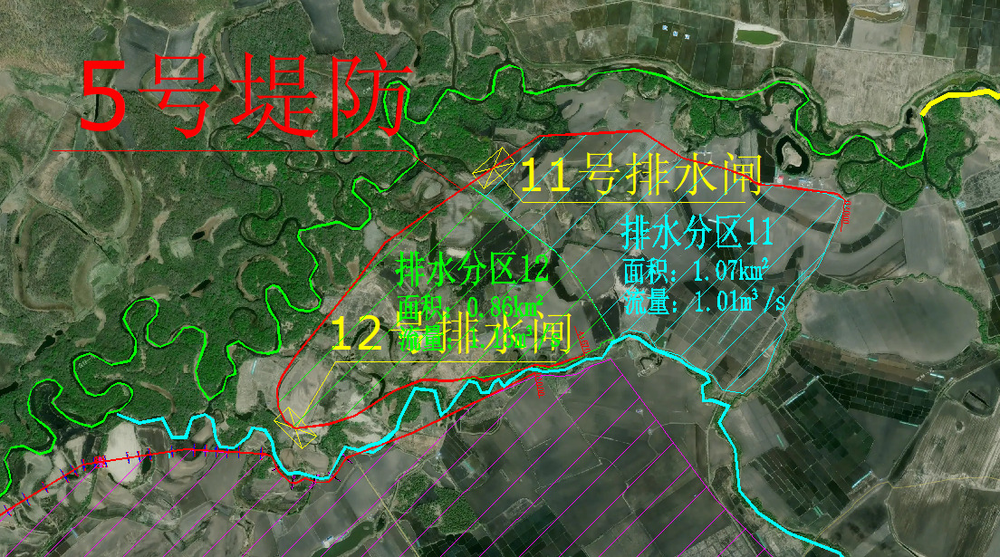 5号堤防
11号排水闸
排水分区11
面积: 1.07km²
流量: 1.01m³/s
排水分区12
面积: 0.86km²
12号排水闸